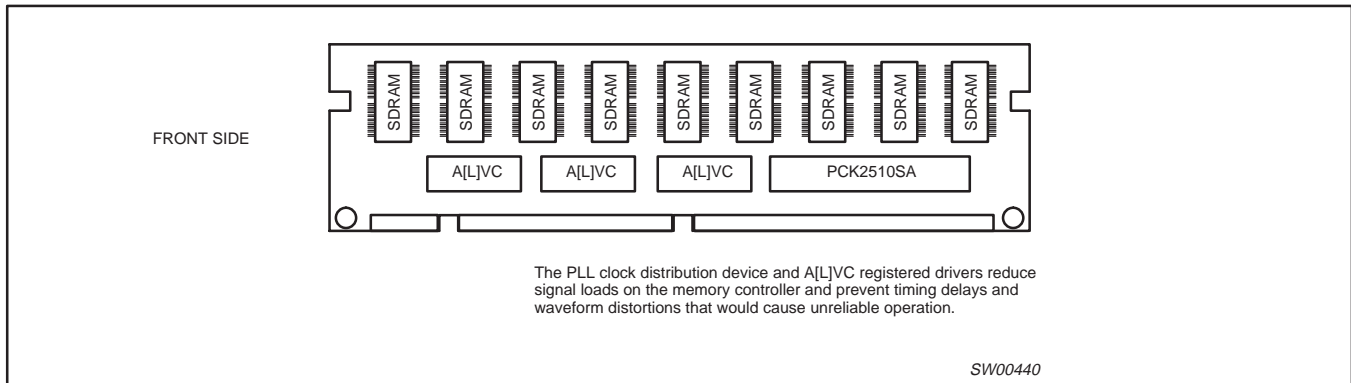 SDRAM SDRAM SDRAM SDRAM SDRAM SDRAM SDRAM SDRAM SDRAM
FRONT SIDE
A[L]VC A[L]VC A[L]VC PCK2510SA
The PLL clock distribution device and A[L]VC registered drivers reduce
signal loads on the memory controller and prevent timing delays and
waveform distortions that would cause unreliable operation.
SW00440